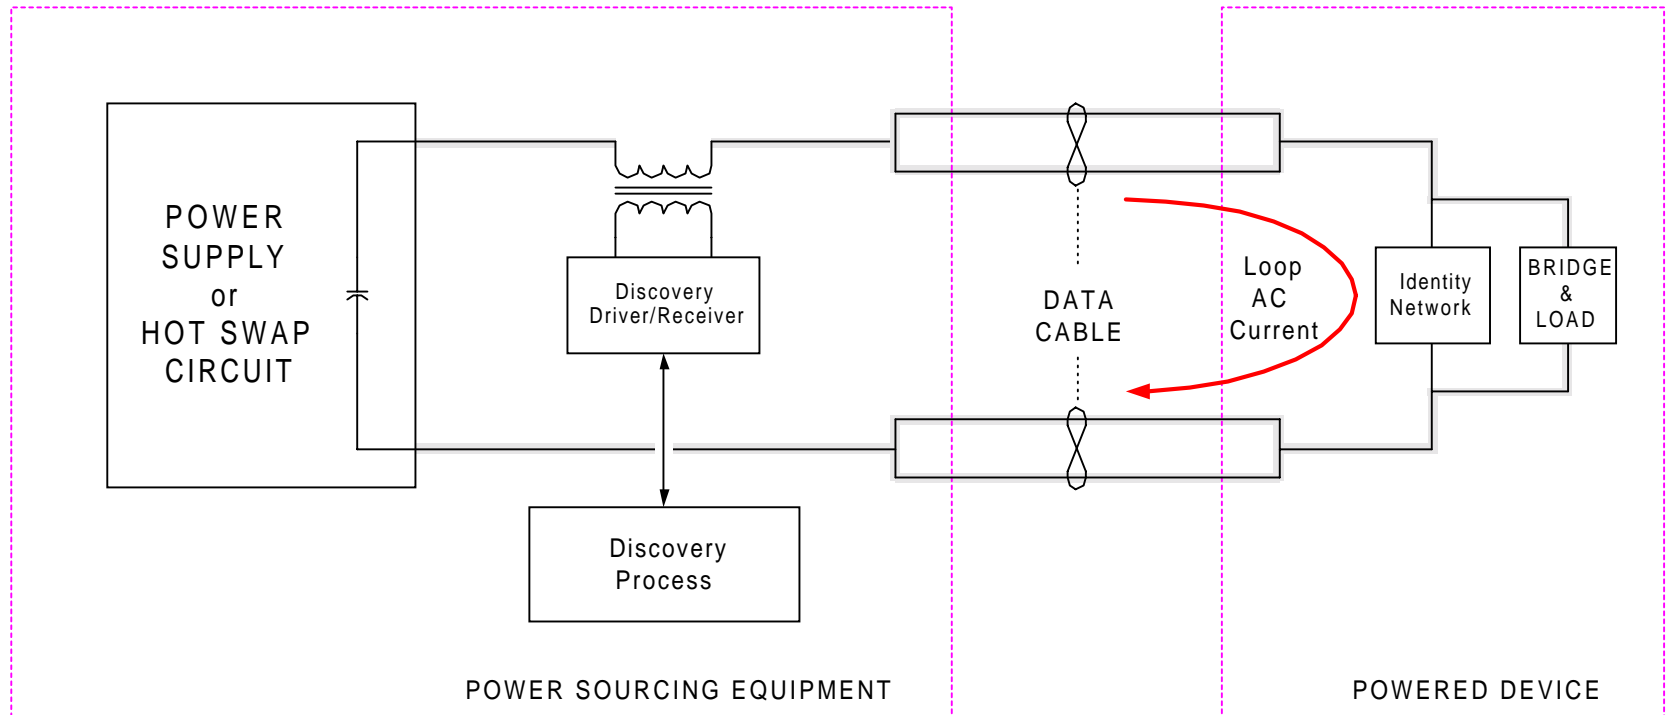 POWER
SUPPLY
or
HOT SWAP
CIRCUIT
Discovery
Driver/Receiver
Discovery
Process
DATA
CABLE
Loop
AC
Current
Identity
Network
BRIDGE
&
LOAD
POWER SOURCING EQUIPMENT
POWERED DEVICE